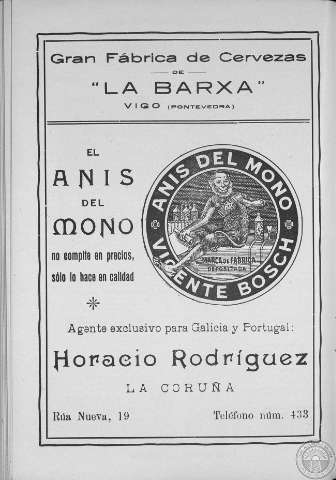 Gran Fábrica de Cervezas
DE
"LA BARXA"
VIGO (PONTEVEDRA)
EL
ANIS
DEL
MONO
no compite en precios,
sólo lo hace en calidad
ANIS DEL MONO
MARCA DE FABRICA
DEPOSITADA
VICENTE BOSCH
Agente exclusivo para Galicia y Portugal:
Horacio Rodríguez
LA CORUÑA
Rúa Nueva, 19 Teléfono núm. 433